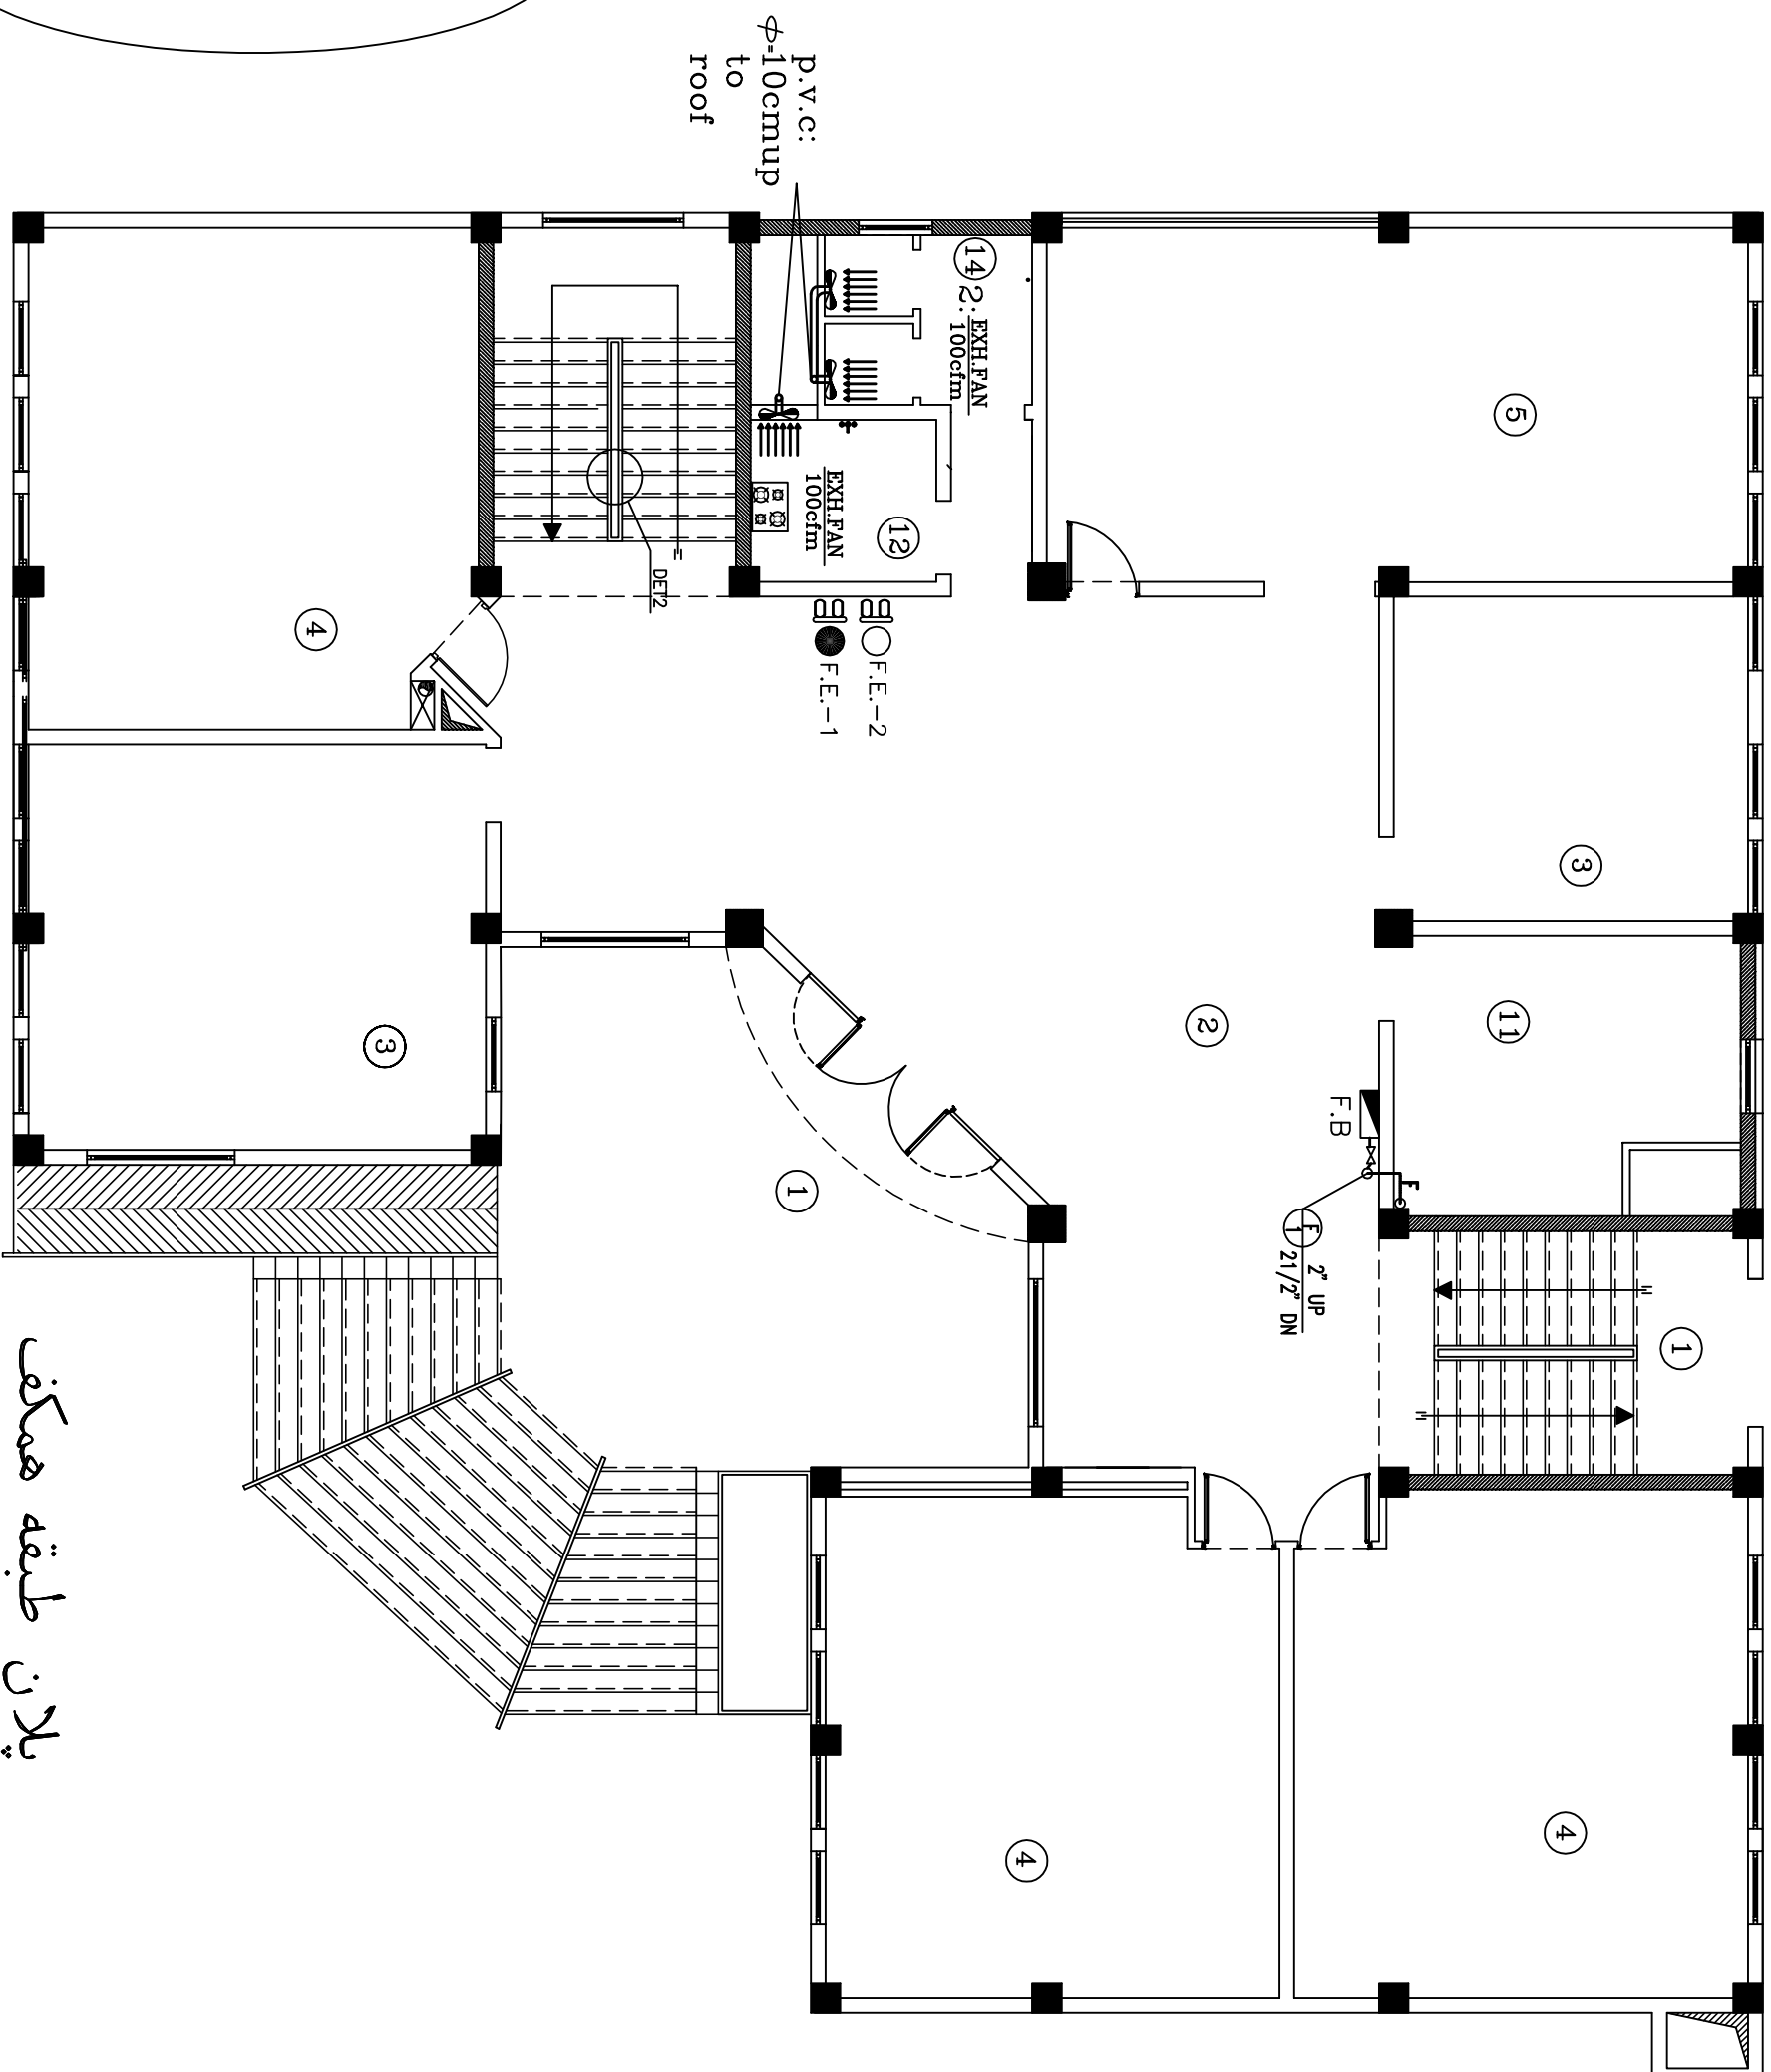 p.v.c:
ϕ=10cmup
to
roof
14
2:
EXH.FAN
100cfm
5
EXH.FAN
100cfm
12
DET2
4
F.E.-2
F.E.-1
3
11
2
3
F.B
1
F
F
1
2" UP
21/2" DN
1
4
4
پلان طبقه همکف